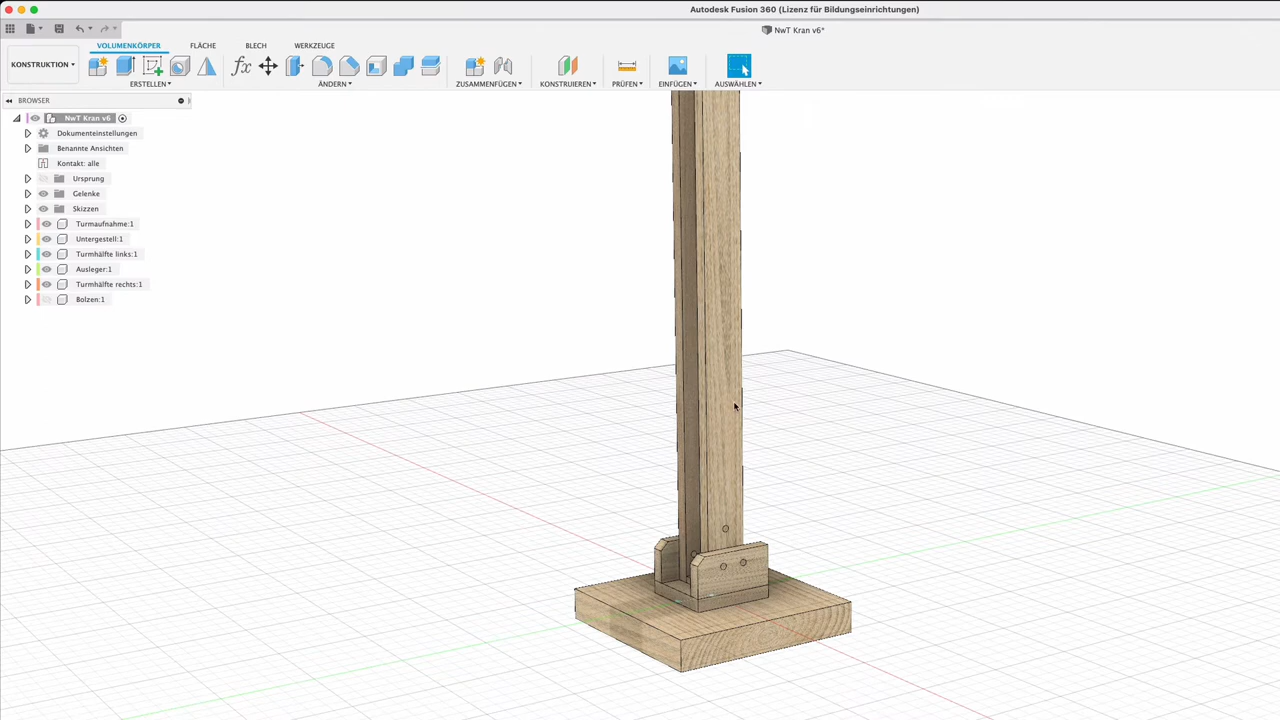 Autodesk Fusion 360 (Lizenz für Bildungseinrichtungen)
NwT Kran v6*
KONSTRUKTION
VOLUMENKÖRPER
FLÄCHE
BLECH
WERKZEUGE
ERSTELLEN
ÄNDERN
ZUSAMMENFÜGEN
KONSTRUIEREN
PRÜFEN
EINFÜGEN
AUSWÄHLEN
BROWSER
NwT Kran v6
Dokumenteinstellungen
Benannte Ansichten
Kontakt: alle
Ursprung
Gelenke
Skizzen
Turmaufnahme:1
Untergestell:1
Turmhälfte links:1
Ausleger:1
Turmhälfte rechts:1
Bolzen:1